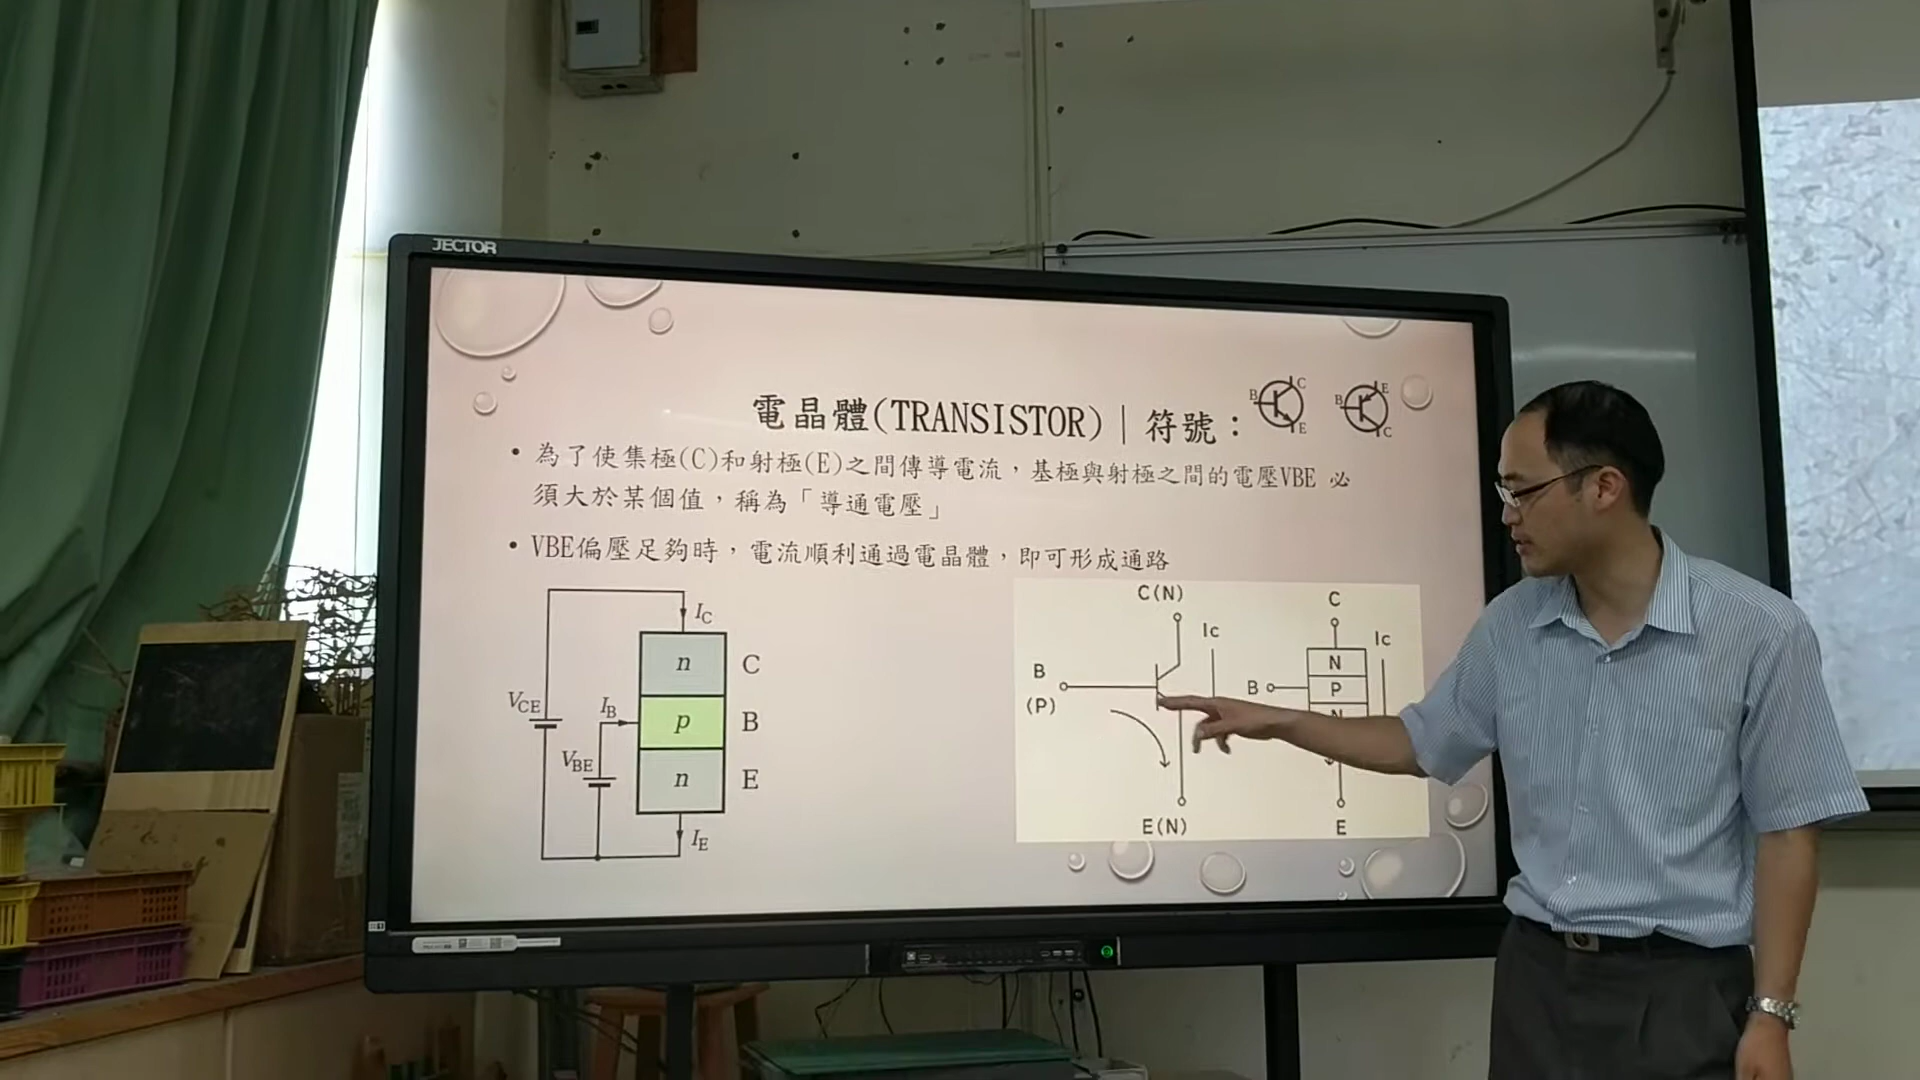 JECTOR
電晶體(TRANSISTOR)|符號：
B C E
B E C
• 為了使集極(C)和射極(E)之間傳導電流，基極與射極之間的電壓VBE 必
須大於某個值，稱為「導通電壓」
• VBE偏壓足夠時，電流順利通過電晶體，即可形成通路
IC
n C
VCE
IB
p B
VBE
n E
IE
C(N)
Ic
B
(P)
E(N)
C
Ic
N
B P
N
E